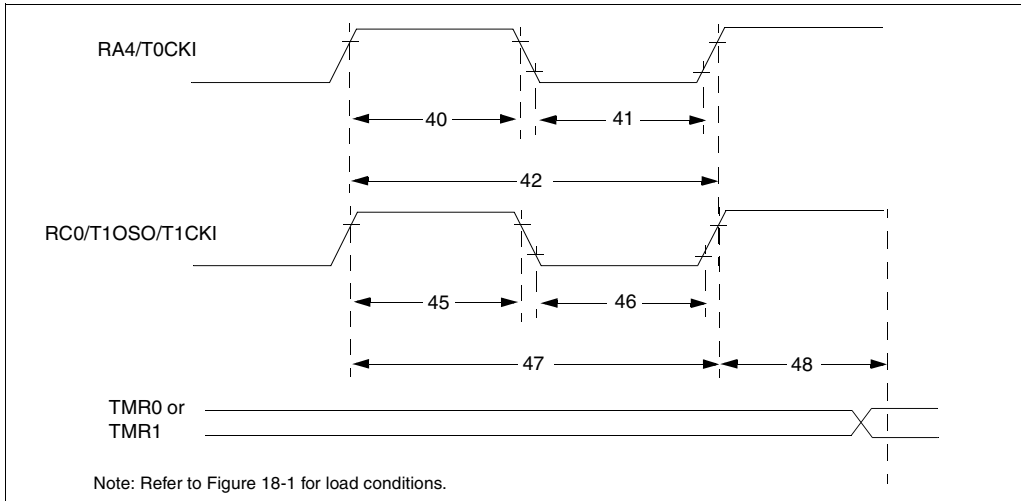 RA4/T0CKI
40
41
42
RC0/T1OSO/T1CKI
45
46
47
48
TMR0 or
TMR1
Note: Refer to Figure 18-1 for load conditions.